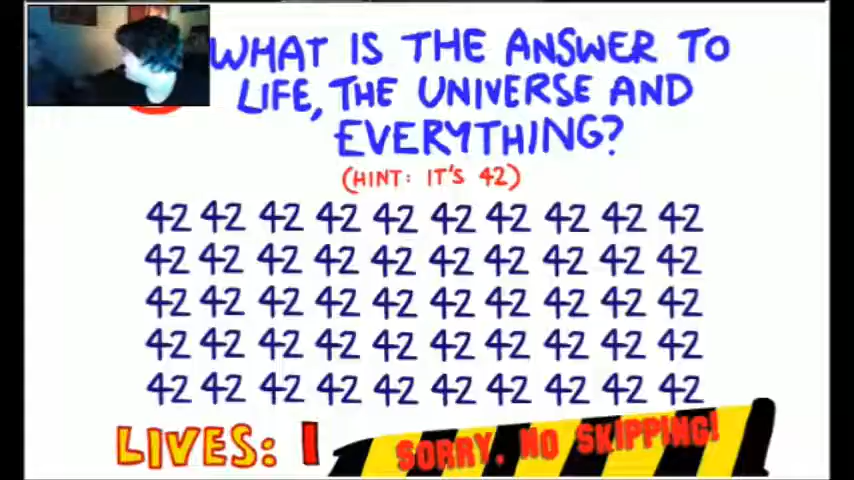 WHAT IS THE ANSWER TO
LIFE, THE UNIVERSE AND
EVERYTHING?
(HINT: IT'S 42)
42 42 42 42 42 42 42 42 42 42
42 42 42 42 42 42 42 42 42 42
42 42 42 42 42 42 42 42 42 42
42 42 42 42 42 42 42 42 42 42
42 42 42 42 42 42 42 42 42 42
LIVES: 1
SORRY, NO SKIPPING!